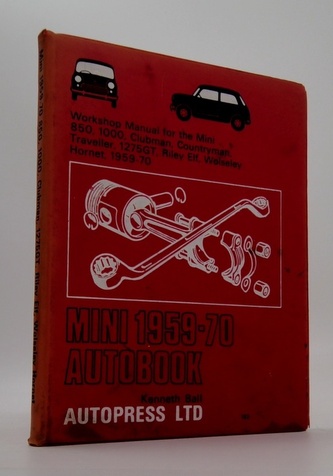 Workshop Manual for the Mini
850, 1000, Clubman, Countryman,
Traveller, 1275GT, Riley Elf, Wolseley
Hornet, 1959-70
MINI 1959-70
AUTOBOOK
Kenneth Ball
AUTOPRESS LTD